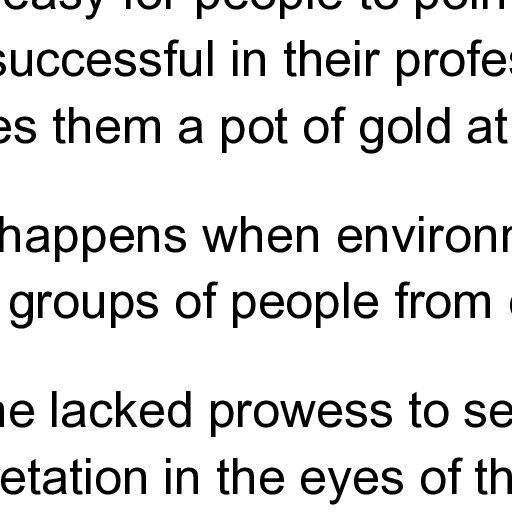 easy for people to poin
successful in their profes
es them a pot of gold at
happens when environ
groups of people from
he lacked prowess to se
etation in the eyes of th